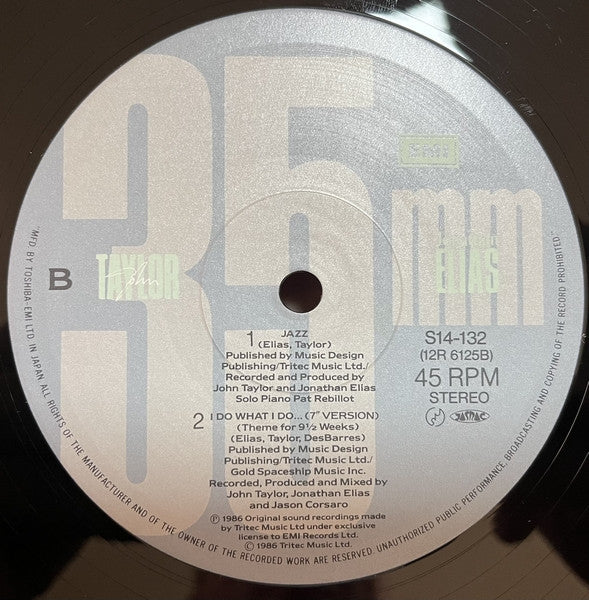 35mm
EMI
B
TAYLOR
John
ELIAS
S14-132
(12R 6125B)
45 RPM
STEREO
JASRAC
1 JAZZ
(Elias, Taylor)
Published by Music Design
Publishing/Tritec Music Ltd./
Recorded and Produced by
John Taylor and Jonathan Elias
Solo Piano Pat Rebillot
2 I DO WHAT I DO... (7" VERSION)
(Theme for 9½ Weeks)
(Elias, Taylor, DesBarres)
Published by Music Design
Publishing/Tritec Music Ltd./
Gold Spaceship Music Inc.
Recorded, Produced and Mixed by
John Taylor, Jonathan Elias
and Jason Corsaro
Ⓟ 1986 Original sound recordings made
by Tritec Music Ltd under exclusive
license to EMI Records Ltd.
© 1986 Tritec Music Ltd.
"MFD BY TOSHIBA-EMI LTD IN JAPAN ALL RIGHTS OF THE MANUFACTURER AND OF THE OWNER OF THE RECORDED WORK ARE RESERVED. UNAUTHORIZED PUBLIC PERFORMANCE, BROADCASTING AND COPYING OF THE RECORD PROHIBITED."